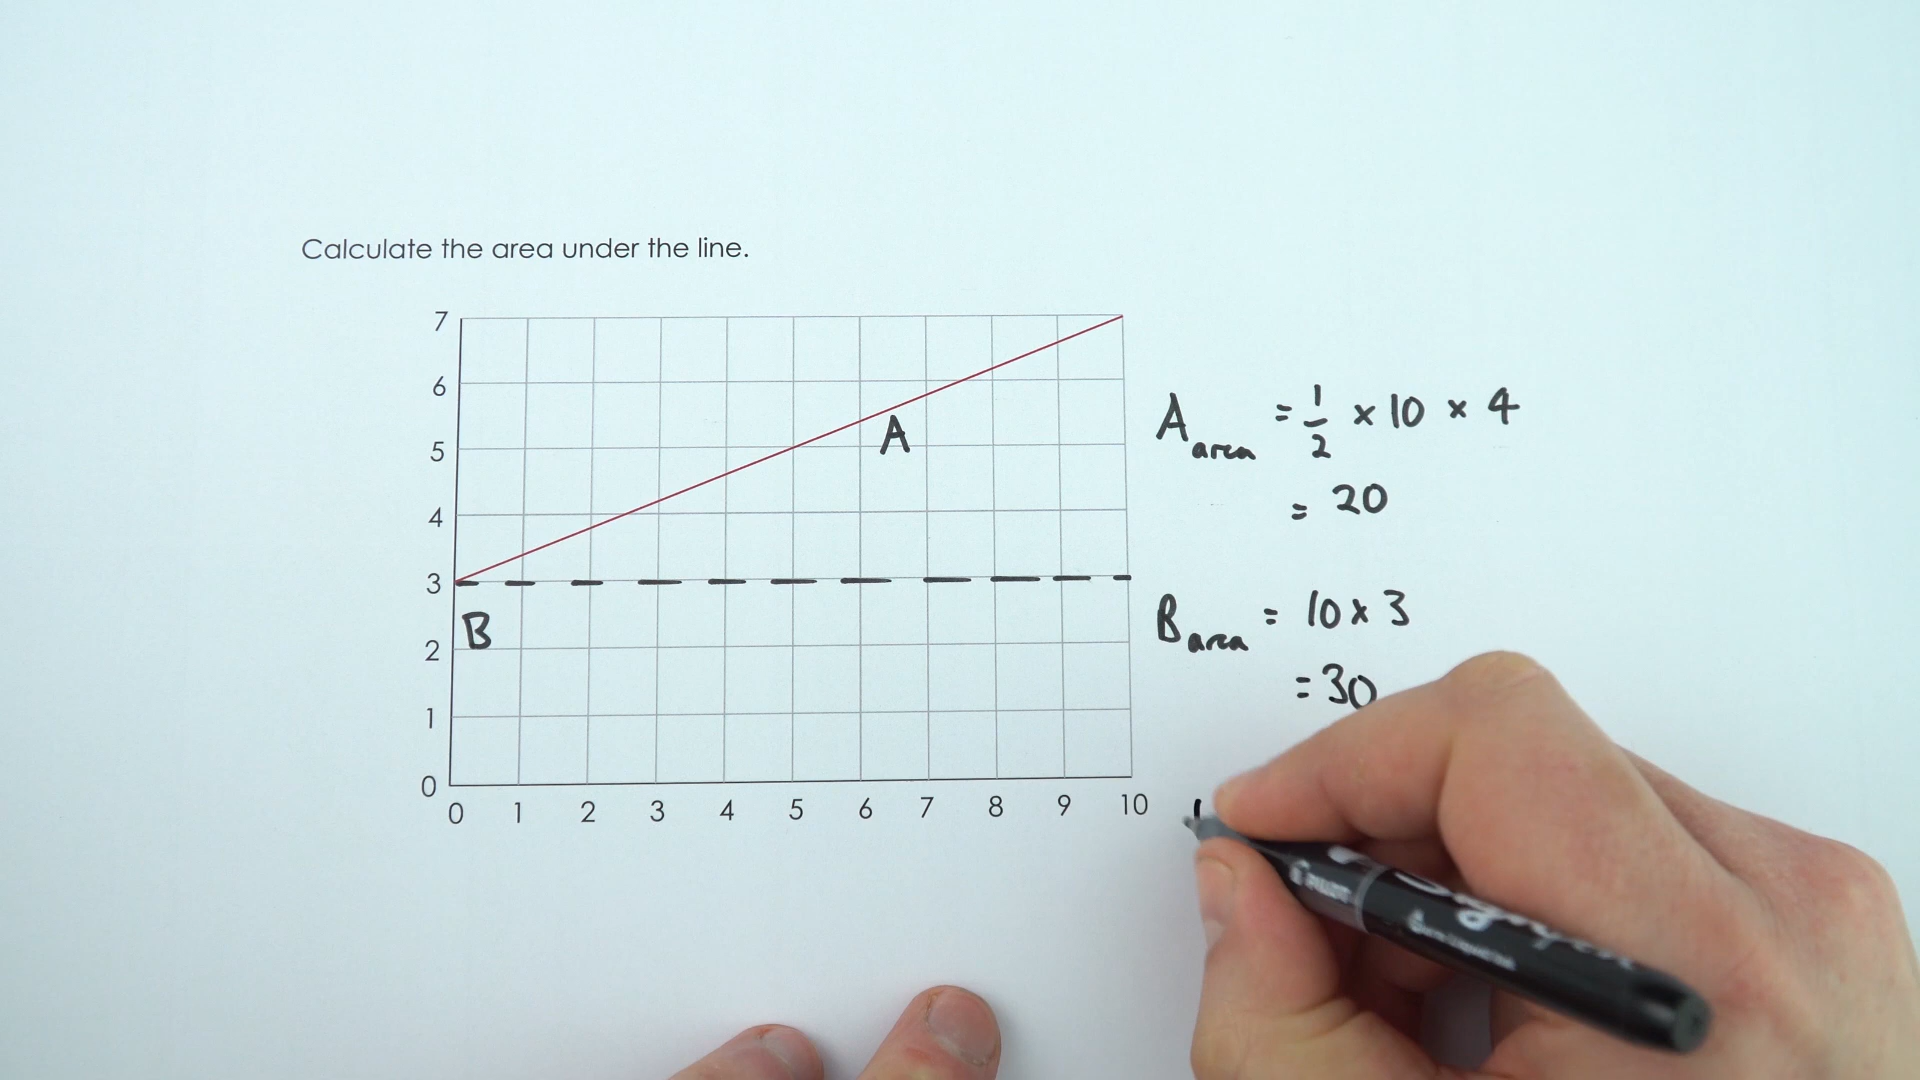 Calculate the area under the line.
7
6
5
4
3
2
1
0
0 1 2 3 4 5 6 7 8 9 10
A
B
A area = 1/2 × 10 × 4
= 20
B area = 10 × 3
= 30
PILOT